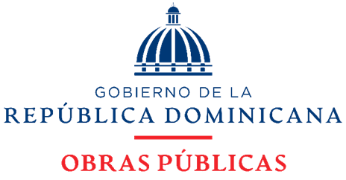 GOBIERNO DE LA
REPÚBLICA DOMINICANA
OBRAS PÚBLICAS